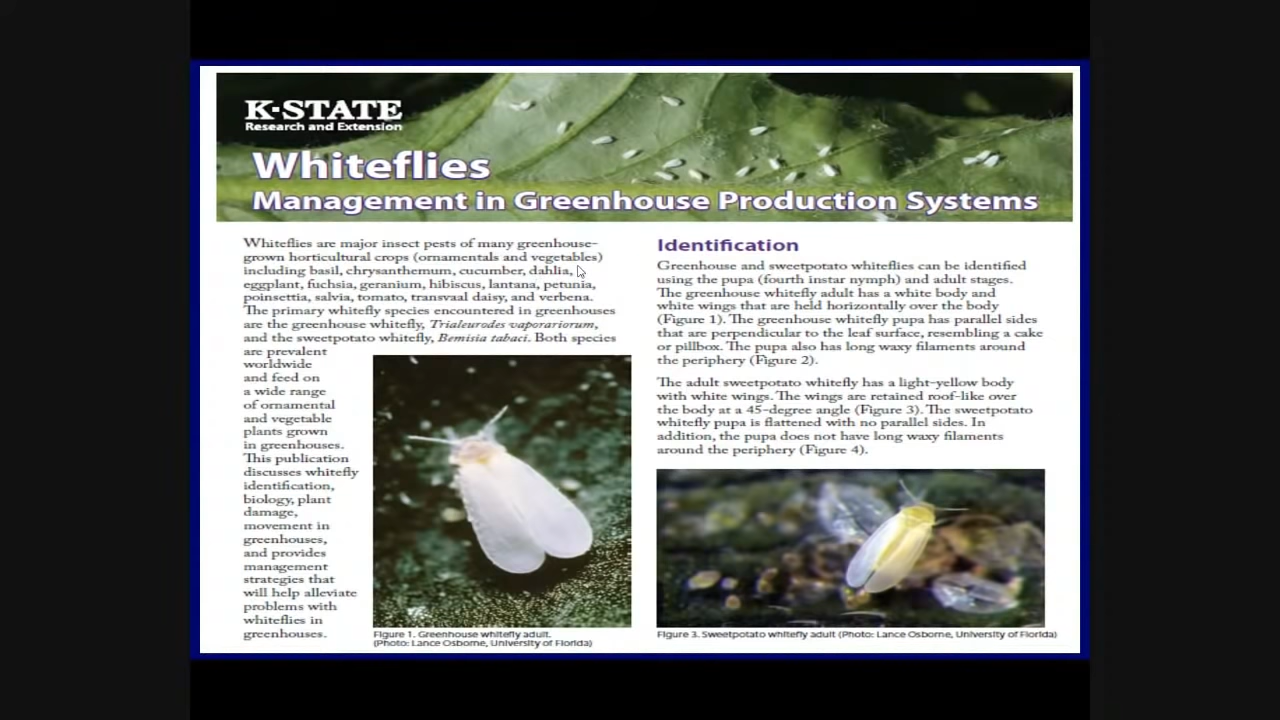 K-STATE
Research and Extension
Whiteflies
Management in Greenhouse Production Systems
Whiteflies are major insect pests of many greenhouse-
grown horticultural crops (ornamentals and vegetables)
including basil, chrysanthemum, cucumber, dahlia,
eggplant, fuchsia, geranium, hibiscus, lantana, petunia,
poinsettia, salvia, tomato, transvaal daisy, and verbena.
The primary whitefly species encountered in greenhouses
are the greenhouse whitefly, Trialeurodes vaporariorum,
and the sweetpotato whitefly, Bemisia tabaci. Both species
are prevalent
worldwide
and feed on
a wide range
of ornamental
and vegetable
plants grown
in greenhouses.
This publication
discusses whitefly
identification,
biology, plant
damage,
movement in
greenhouses,
and provides
management
strategies that
will help alleviate
problems with
whiteflies in
greenhouses.
Figure 1. Greenhouse whitefly adult.
(Photo: Lance Osborne, University of Florida)
Identification
Greenhouse and sweetpotato whiteflies can be identified
using the pupa (fourth instar nymph) and adult stages.
The greenhouse whitefly adult has a white body and
white wings that are held horizontally over the body
(Figure 1). The greenhouse whitefly pupa has parallel sides
that are perpendicular to the leaf surface, resembling a cake
or pillbox. The pupa also has long waxy filaments around
the periphery (Figure 2).
The adult sweetpotato whitefly has a light-yellow body
with white wings. The wings are retained roof-like over
the body at a 45-degree angle (Figure 3). The sweetpotato
whitefly pupa is flattened with no parallel sides. In
addition, the pupa does not have long waxy filaments
around the periphery (Figure 4).
Figure 3. Sweetpotato whitefly adult (Photo: Lance Osborne, University of Florida)